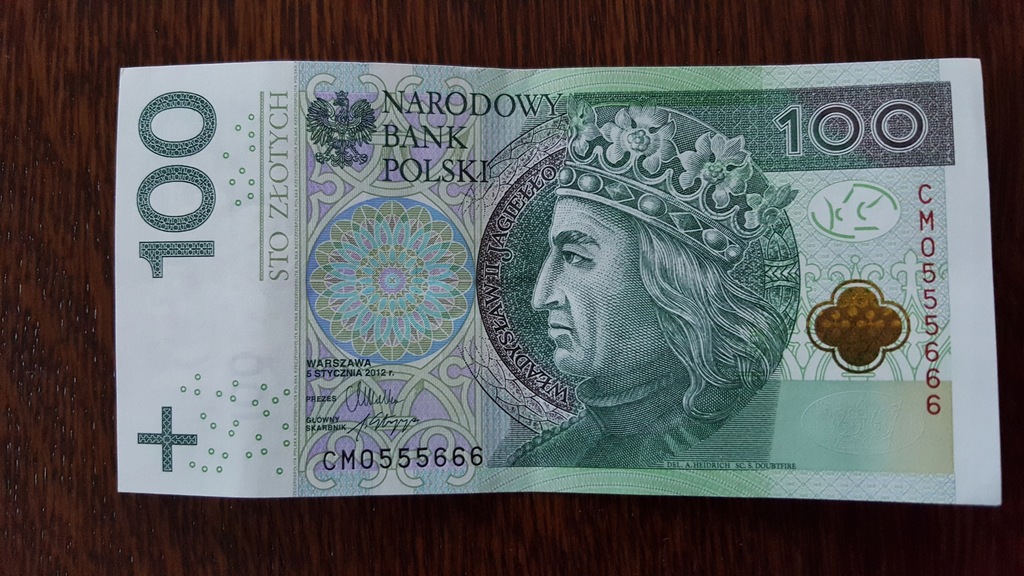 100
STO ZŁOTYCH
NARODOWY
BANK
POLSKI
100
WŁADYSŁAW II JAGIEŁŁO
CM0555666
WARSZAWA
5 STYCZNIA 2012 r.
PREZES
GŁÓWNY
SKARBNIK
CM0555666
DEL. A. HEIDRICH SC. S. DOUBTFIRE